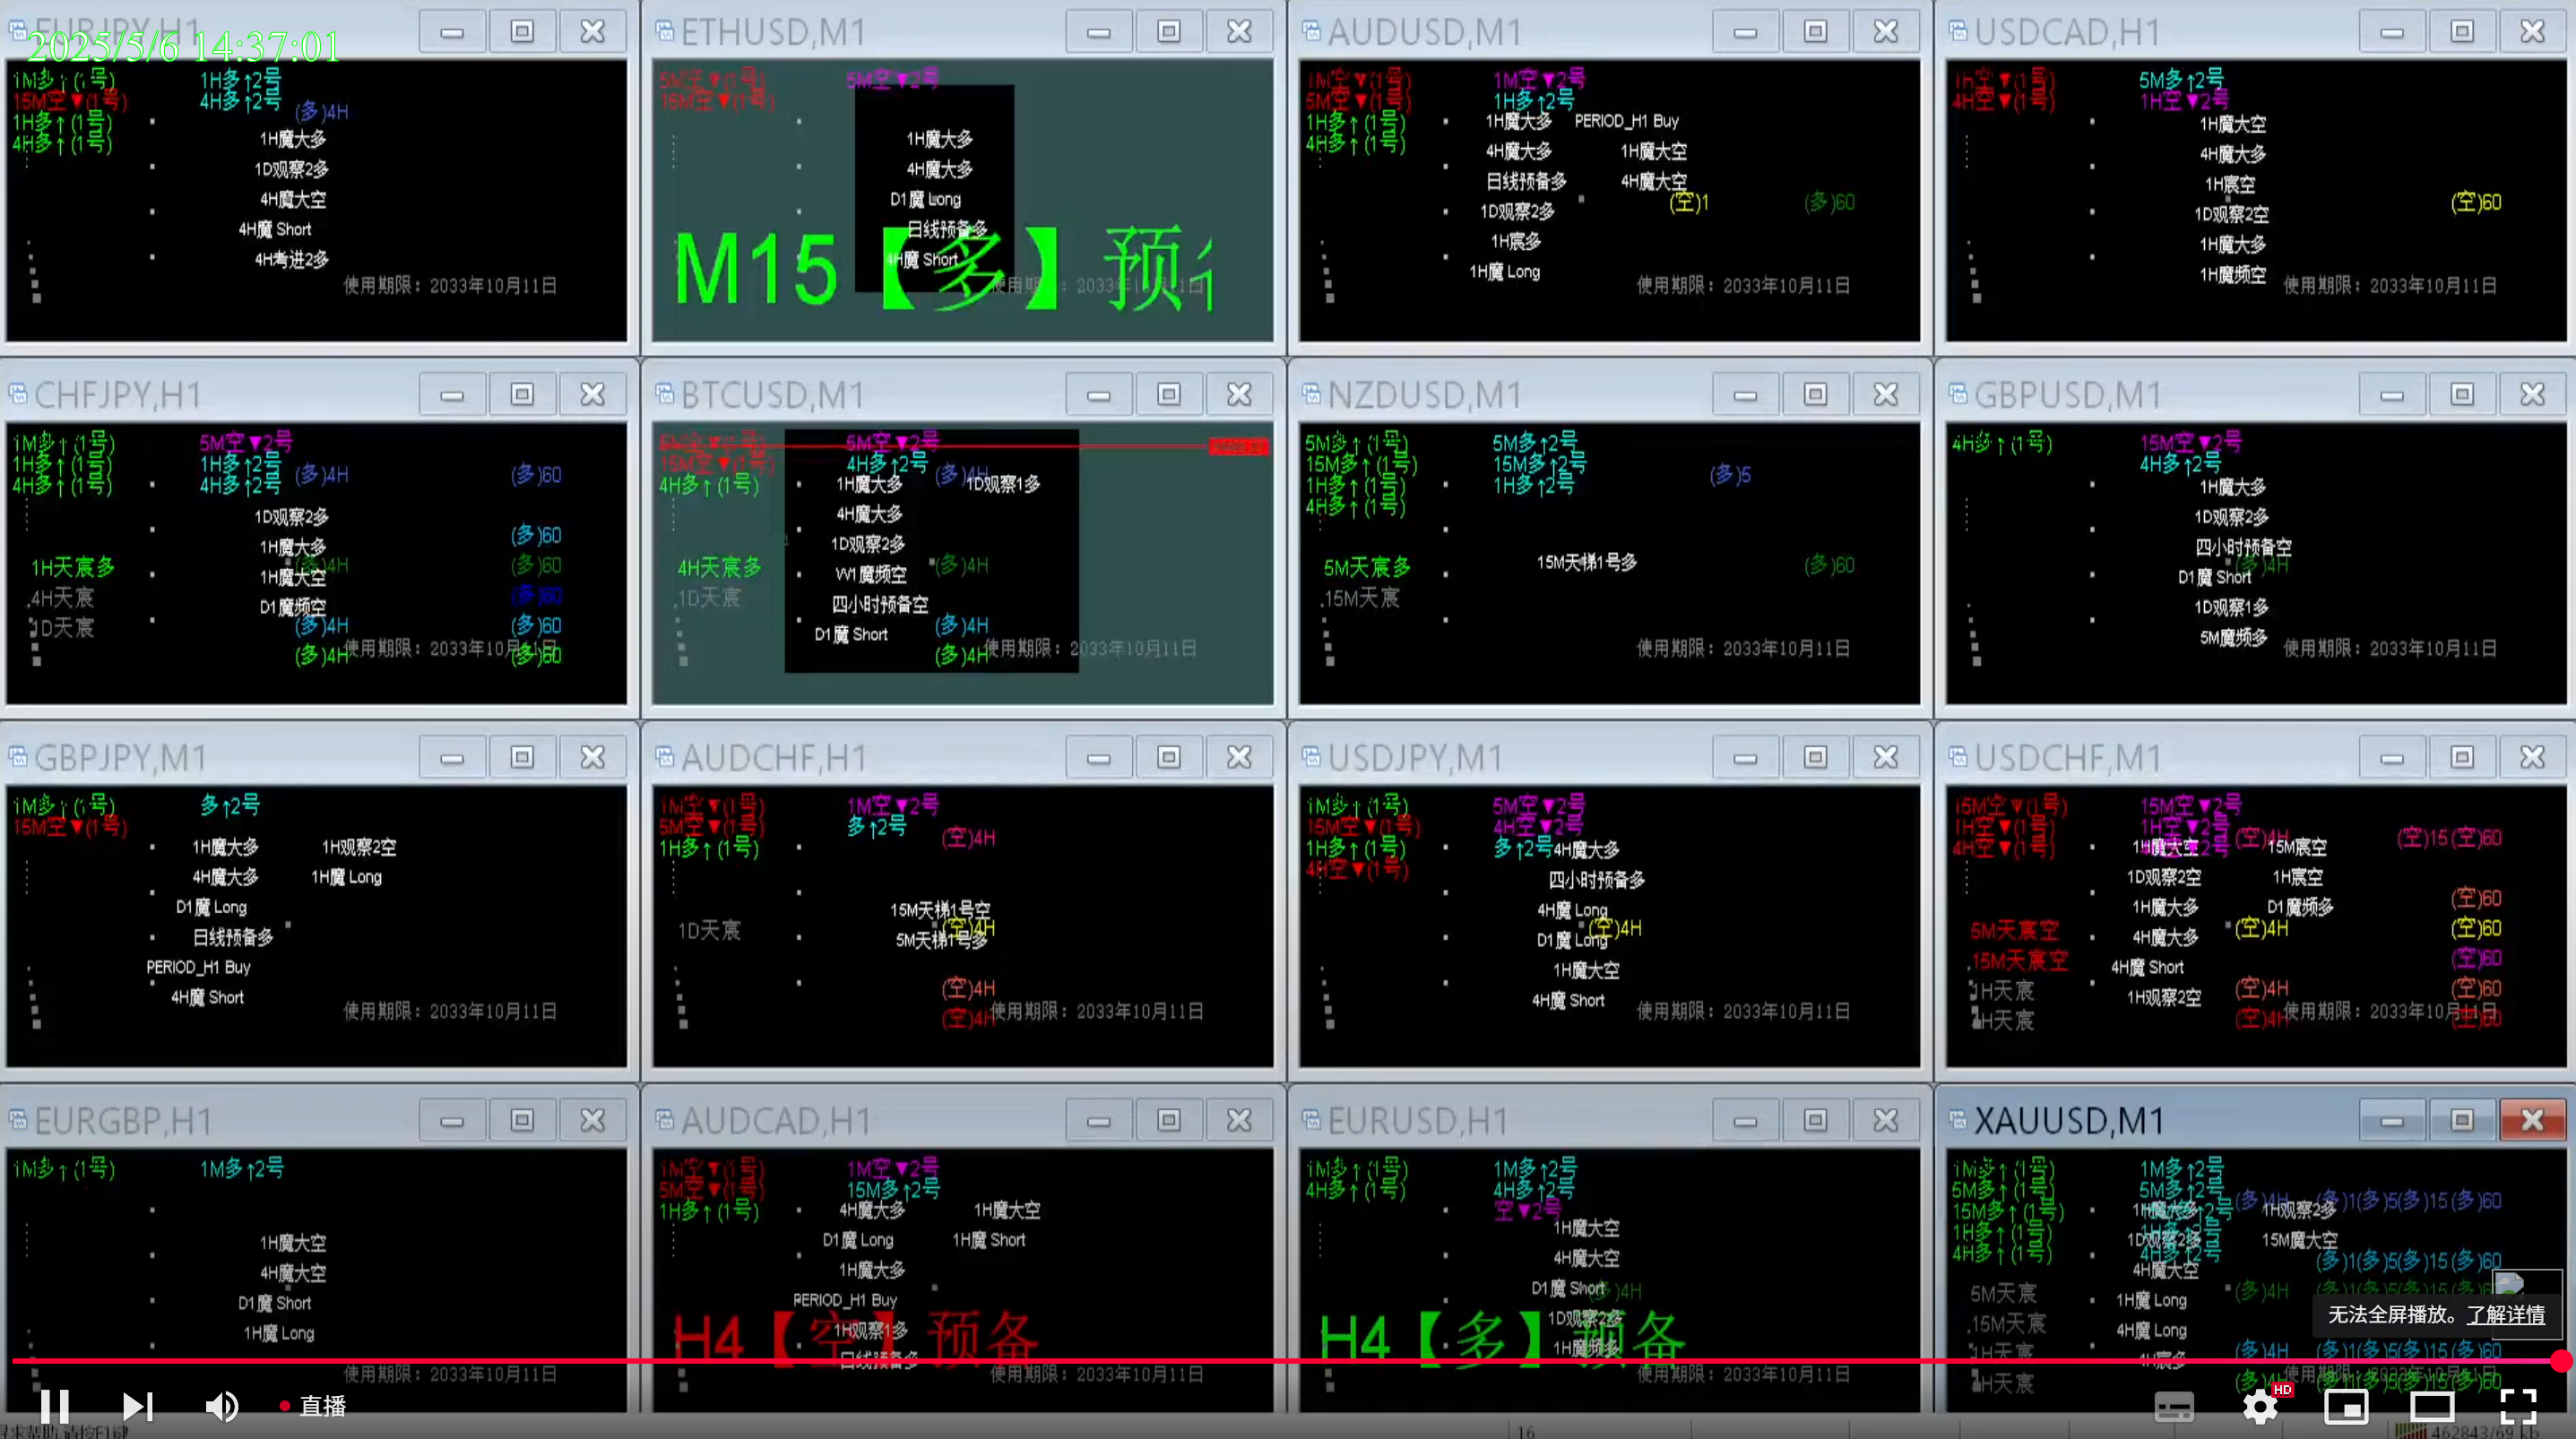 EURJPY,H1
2025/5/6 14:37:01
1M多↑(1号)
15M空▼(1号)
1H多↑(1号)
4H多↑(1号)
1H多↑2号
4H多↑2号
(多)4H
1H魔大多
1D观察2多
4H魔大空
4H魔 Short
4H考进2多
使用期限：2033年10月11日
ETHUSD,M1
15M空▼(1号)
5M空▼2号
1H魔大多
4H魔大多
D1魔 Long
日线预备多
4H魔 Short
M15【多】预
AUDUSD,M1
1M空▼(1号)
5M空▼(1号)
1H多↑(1号)
4H多↑(1号)
1M空▼2号
1H多↑2号
1H魔大多 PERIOD_H1 Buy
4H魔大多 1H魔大空
日线预备多 4H魔大空
(空)1 (多)60
1D观察2多
1H宸多
1H魔 Long
使用期限：2033年10月11日
USDCAD,H1
1H空▼(1号)
4H空▼(1号)
5M多↑2号
1H空▼2号
1H魔大空
4H魔大多
1H宸空
(空)60
1D观察2空
1H魔大多
1H魔频空
使用期限：2033年10月11日
CHFJPY,H1
1M多↑(1号)
1H多↑(1号)
4H多↑(1号)
5M空▼2号
1H多↑2号
4H多↑2号
(多)4H (多)60
1D观察2多
(多)60
1H魔大多
1H天宸多
(多)4H (多)60
1H魔大空
4H天宸
(多)60
D1魔频空
1D天宸
(多)4H (多)60
(多)4H (多)60
使用期限：2033年10月11日
BTCUSD,M1
15M空▼(1号)
4H多↑(1号)
5M空▼2号
4H多↑2号
(多)4H
1H魔大多 1D观察1多
4H魔大多
1D观察2多
4H天宸多
W1魔频空 (多)4H
1D天宸
四小时预备空
D1魔 Short (多)4H
(多)4H
使用期限：2033年10月11日
NZDUSD,M1
5M多↑(1号)
15M多↑(1号)
1H多↑(1号)
4H多↑(1号)
5M多↑2号
15M多↑2号
1H多↑2号
(多)5
5M天宸多
15M天梯1号多
(多)60
15M天宸
使用期限：2033年10月11日
GBPUSD,M1
4H多↑(1号)
15M空▼2号
4H多↑2号
1H魔大多
1D观察2多
四小时预备空
(多)4H
D1魔 Short
1D观察1多
5M魔频多
使用期限：2033年10月11日
GBPJPY,M1
1M多↑(1号)
15M空▼(1号)
多↑2号
1H魔大多 1H观察2空
4H魔大多 1H魔 Long
D1魔 Long
日线预备多
PERIOD_H1 Buy
4H魔 Short
使用期限：2033年10月11日
AUDCHF,H1
1M空▼(1号)
5M空▼(1号)
1H多↑(1号)
1M空▼2号
多↑2号
(空)4H
15M天梯1号空
1D天宸
(空)4H
5M天梯1号多
(空)4H
(空)4H
使用期限：2033年10月11日
USDJPY,M1
1M多↑(1号)
15M空▼(1号)
1H多↑(1号)
4H空▼(1号)
5M空▼2号
4H空▼2号
多↑2号
4H魔大多
四小时预备多
4H魔 Long
(空)4H
D1魔 Long
1H魔大空
4H魔 Short
使用期限：2033年10月11日
USDCHF,M1
15M空▼(1号)
1H空▼(1号)
4H空▼(1号)
15M空▼2号
1H空▼2号
(空)4H (空)15(空)60
1H魔大空 15M宸空
1D观察2空 1H宸空
(空)60
1H魔大多 D1魔频多
5M天宸空
(空)4H (空)60
4H魔大多
15M天宸空
(空)60
4H魔 Short
1H天宸
(空)4H (空)60
1H观察2空
4H天宸
(空)4H (空)60
使用期限：2033年10月11日
EURGBP,H1
1M多↑(1号)
1M多↑2号
1H魔大空
4H魔大空
D1魔 Short
1H魔 Long
使用期限：2033年10月11日
AUDCAD,H1
1M空▼(1号)
5M空▼(1号)
1H多↑(1号)
1M空▼2号
15M多↑2号
4H魔大多 1H魔大空
D1魔 Long 1H魔 Short
1H魔大多
PERIOD_H1 Buy
1H观察1多
日线预备多
H4【空】预备
使用期限：2033年10月11日
EURUSD,H1
1M多↑(1号)
4H多↑(1号)
1M多↑2号
4H多↑2号
空▼2号
1H魔大空
4H魔大空
D1魔 Short
(多)4H
1D观察2多
1H魔频多
H4【多】预备
使用期限：2033年10月11日
XAUUSD,M1
1M多↑(1号)
5M多↑(1号)
15M多↑(1号)
1H多↑(1号)
4H多↑(1号)
1M多↑2号
5M多↑2号
4H多↑2号
(多)4H (多)1(多)5(多)15(多)60
1H魔大多 1H观察2多
1D观察2多 15M魔大空
(多)1(多)5(多)15(多)60
4H魔大空
5M天宸
(多)4H
1H魔 Long
15M天宸
4H魔 Long
1H天宸
(多)4H (多)1(多)5(多)15(多)60
4H宸多
4H天宸
无法全屏播放。了解详情
直播
HD
16
462843/69 kb